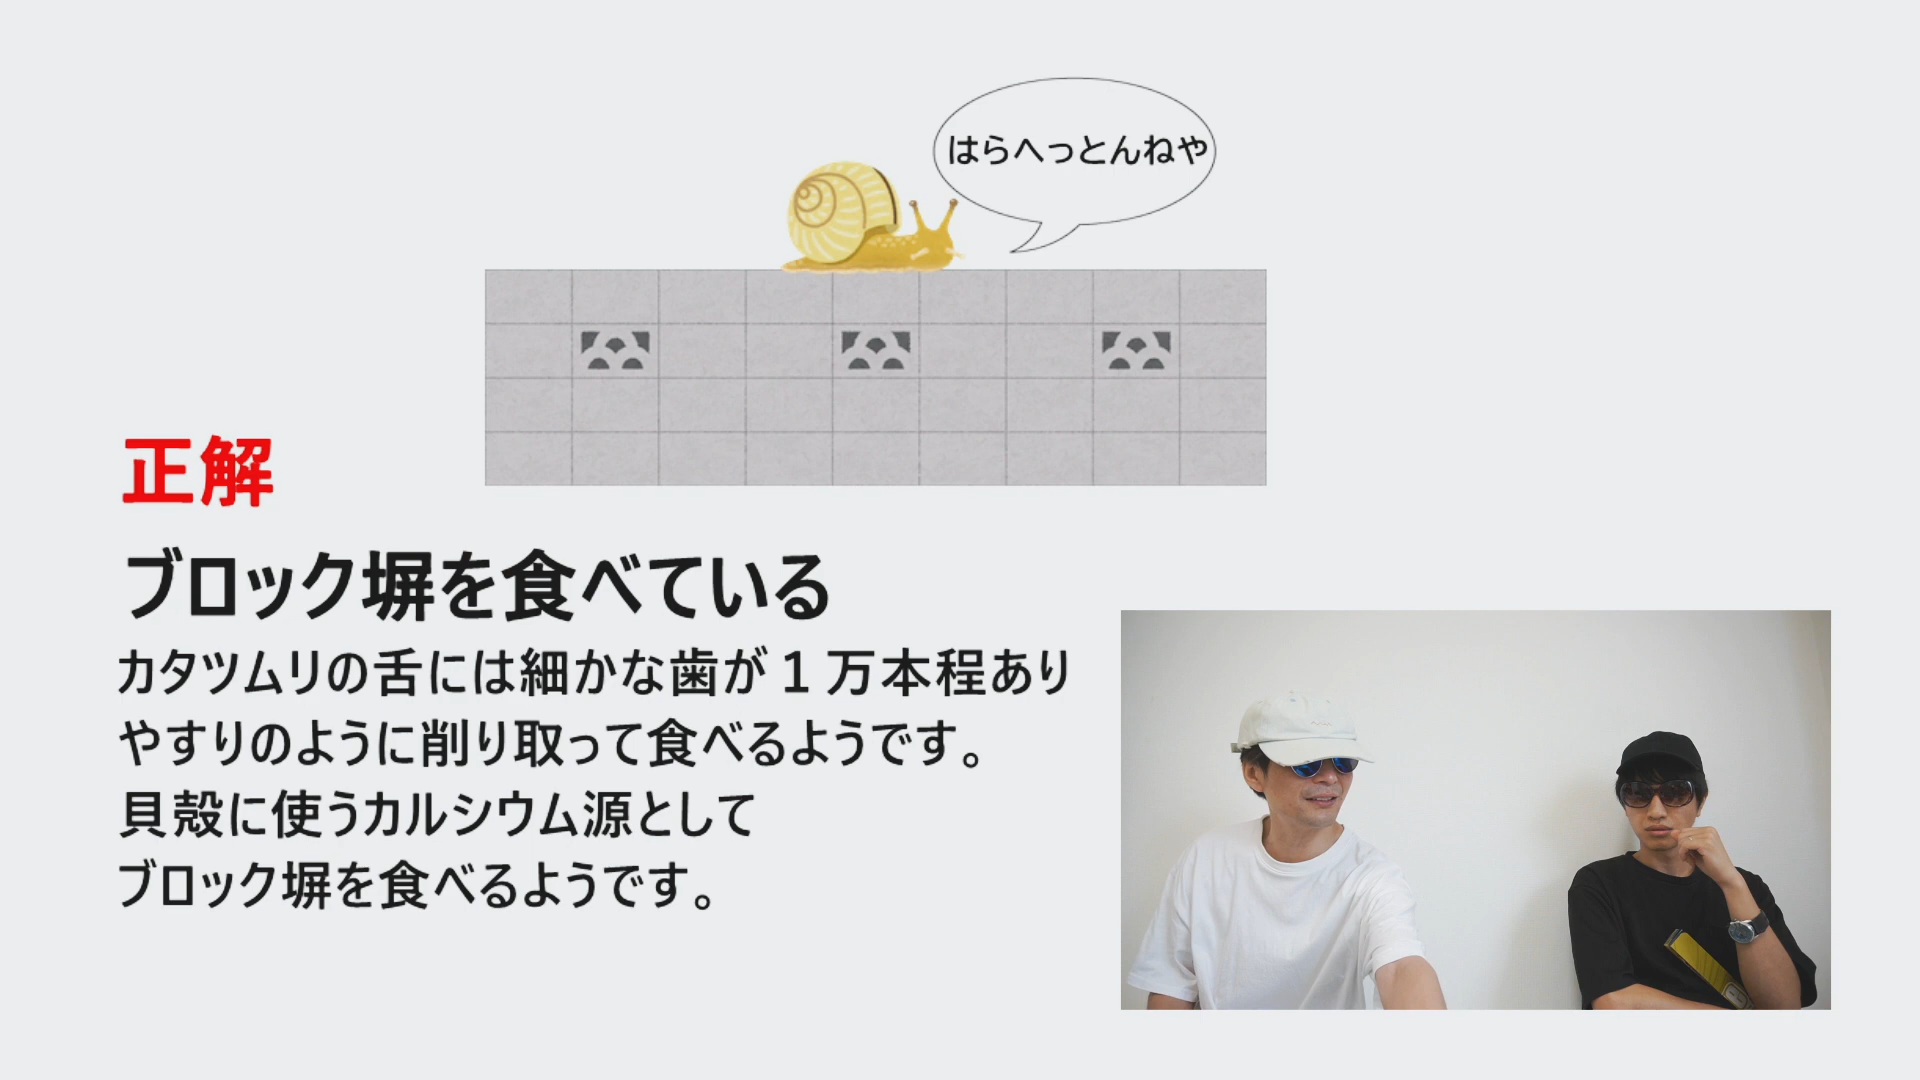 はらへっとんねや
正解
ブロック塀を食べている
カタツムリの舌には細かな歯が１万本程あり
やすりのように削り取って食べるようです。
貝殻に使うカルシウム源として
ブロック塀を食べるようです。